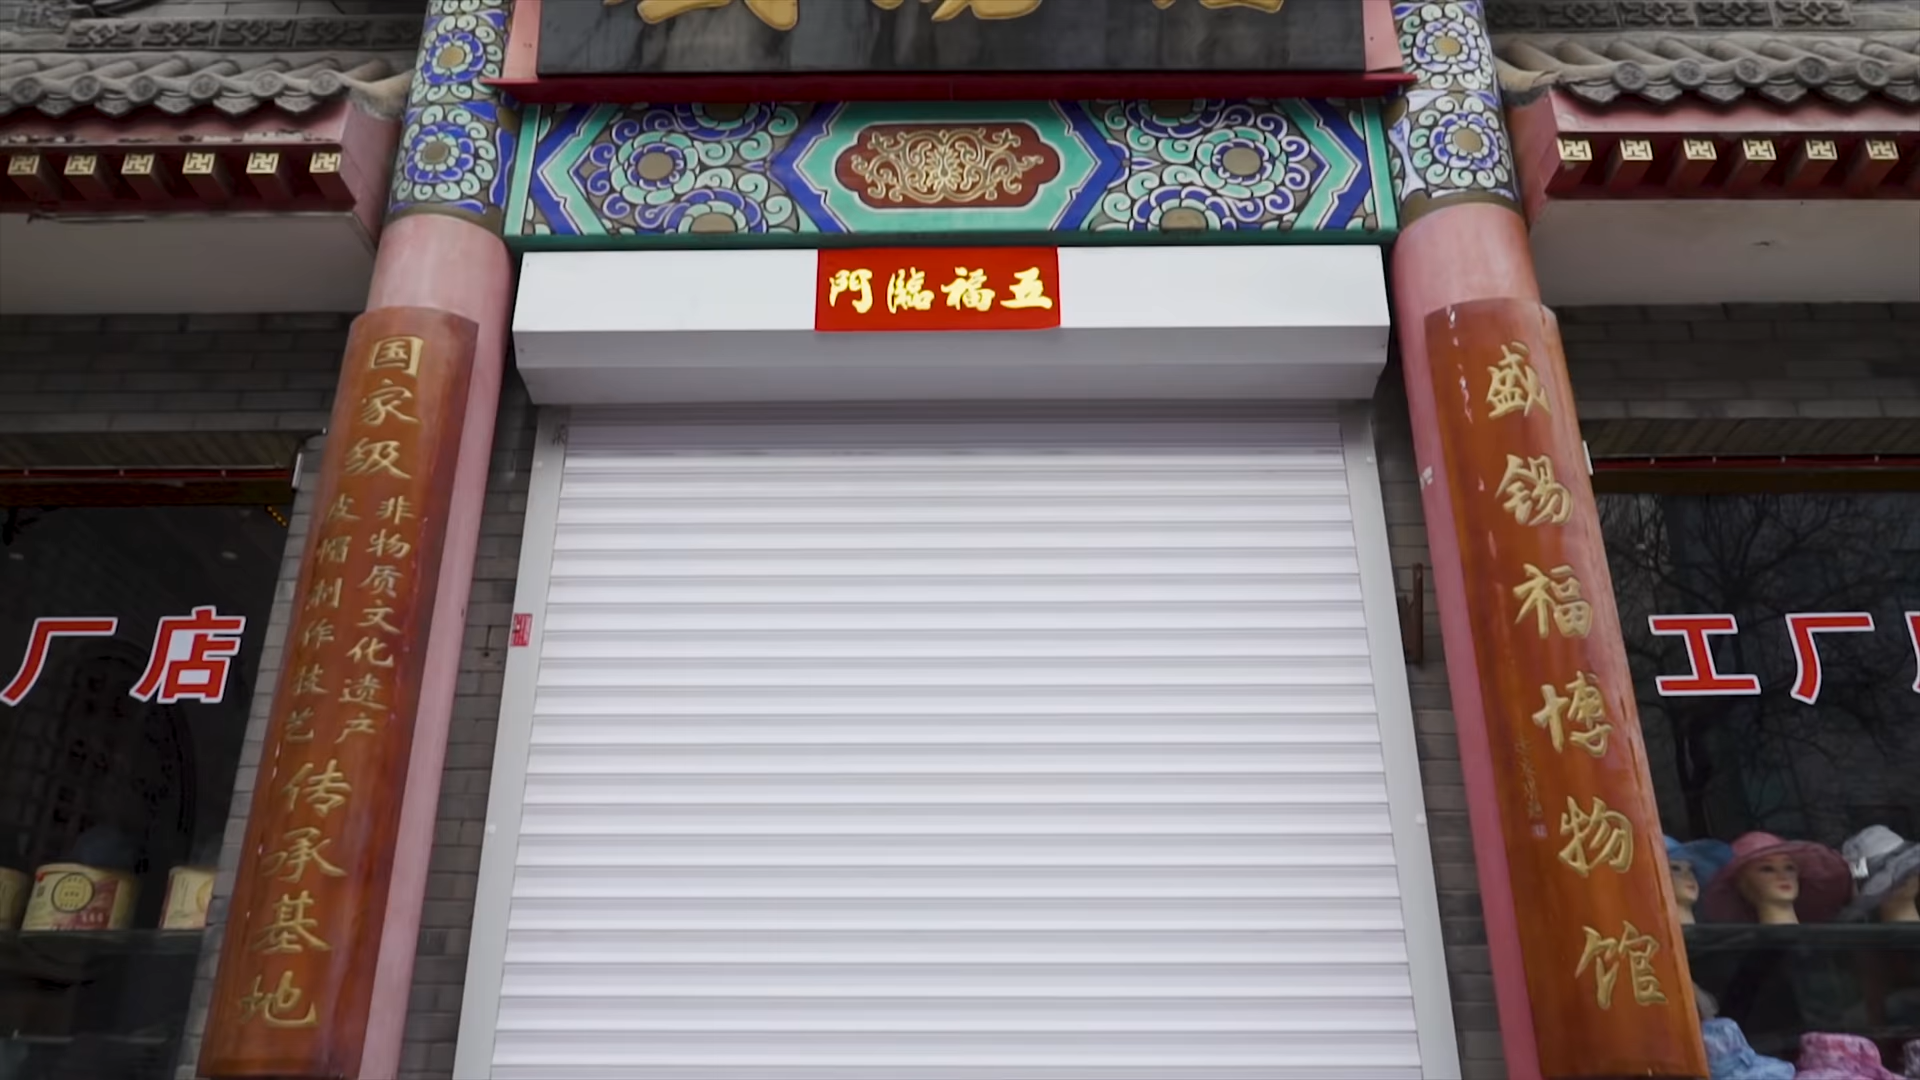 門臨福五
国家级
非物质文化遗产
皮帽制作技艺
传承基地
盛锡福博物馆
厂店
工厂